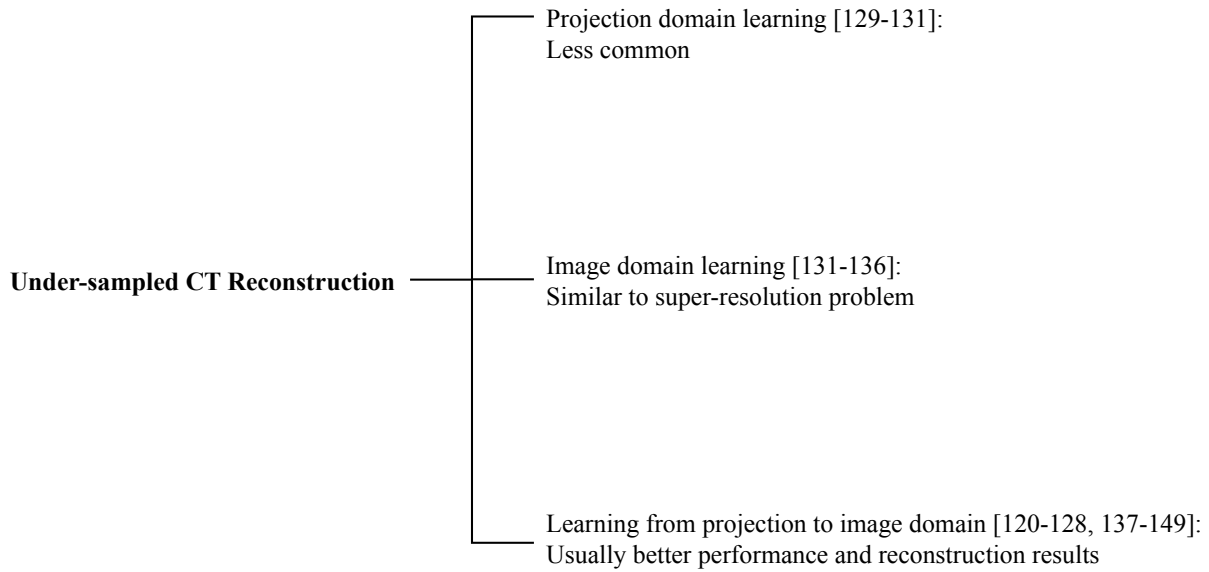 Projection domain learning [129-131]:
Less common
Under-sampled CT Reconstruction
Image domain learning [131-136]:
Similar to super-resolution problem
Learning from projection to image domain [120-128, 137-149]:
Usually better performance and reconstruction results